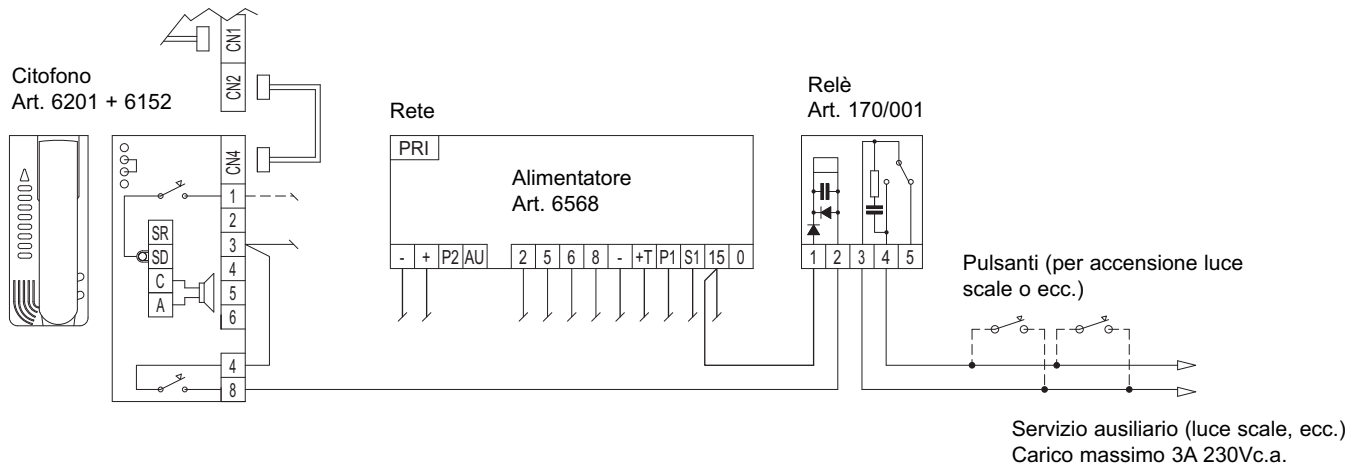 CN1
CN2
Citofono
Art. 6201 + 6152
Rete
Relè
Art. 170/001
CN4
PRI
Alimentatore
Art. 6568
1
2
3
4
5
6
SR
SD
C
A
- + P2 AU 2 5 6 8 - +T P1 S1 15 0
1 2 3 4 5
Pulsanti (per accensione luce
scale o ecc.)
4
8
Servizio ausiliario (luce scale, ecc.)
Carico massimo 3A 230Vc.a.